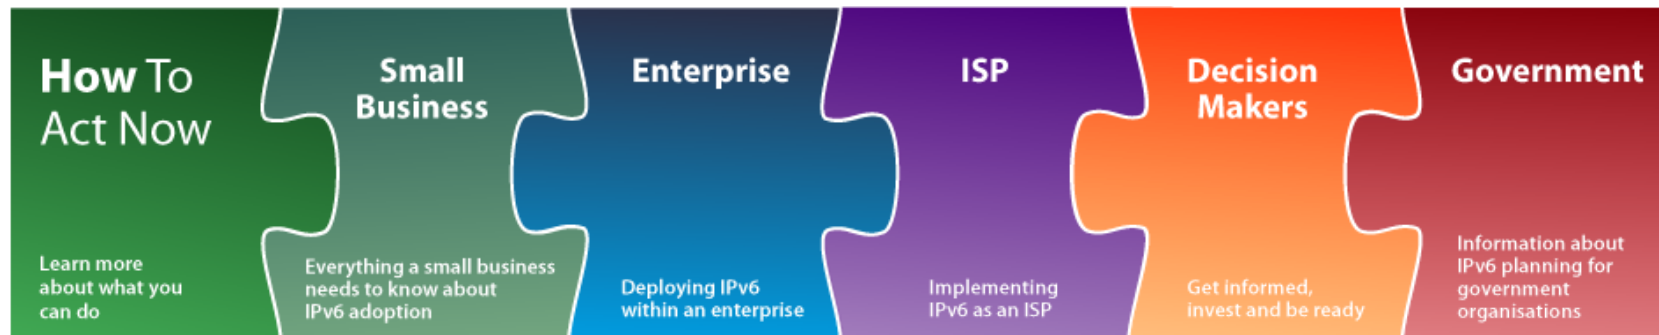 How To
Act Now
Learn more
about what you
can do
Small
Business
Everything a small business
needs to know about
IPv6 adoption
Enterprise
Deploying IPv6
within an enterprise
ISP
Implementing
IPv6 as an ISP
Decision
Makers
Get informed,
invest and be ready
Government
Information about
IPv6 planning for
government
organisations